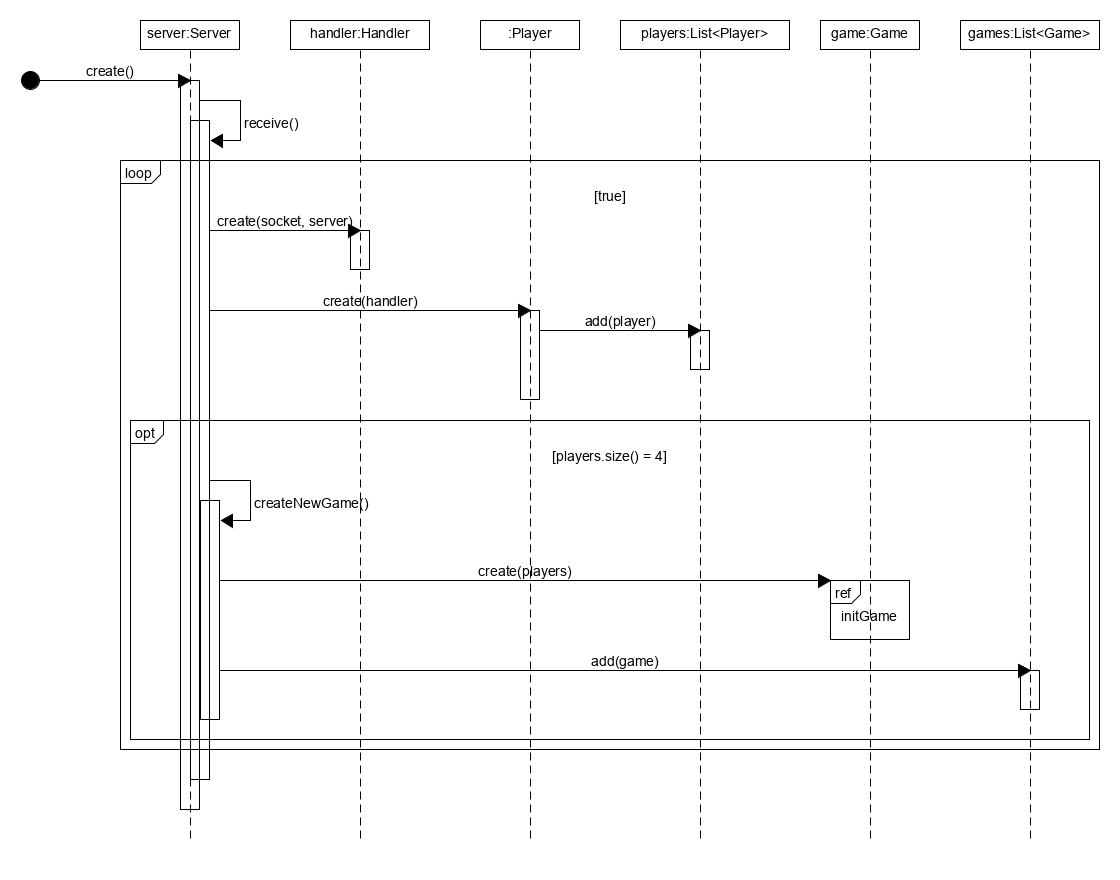 server:Server
handler:Handler
:Player
players:List<Player>
game:Game
games:List<Game>
create()
receive()
loop
[true]
create(socket, server)
create(handler)
add(player)
opt
[players.size() = 4]
createNewGame()
create(players)
ref
initGame
add(game)